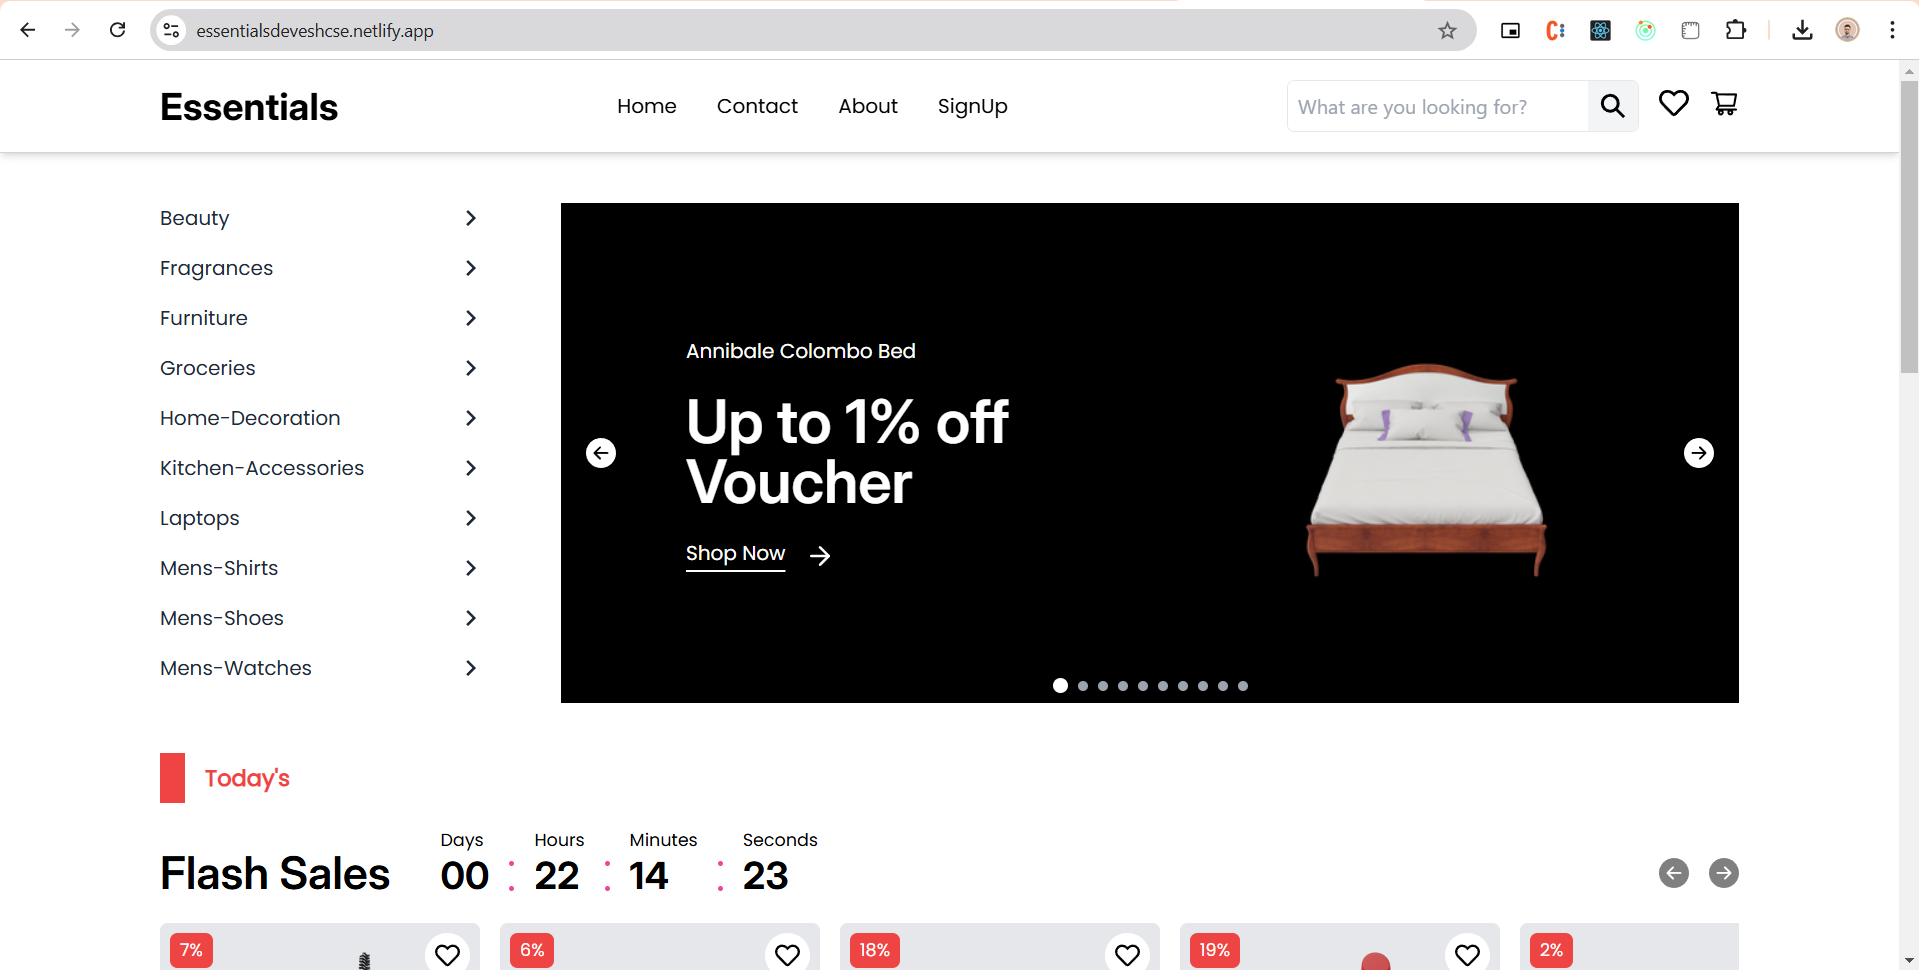 essentialsdeveshcse.netlify.app
Essentials
Home Contact About SignUp
What are you looking for?
Beauty
Fragrances
Furniture
Groceries
Home-Decoration
Kitchen-Accessories
Laptops
Mens-Shirts
Mens-Shoes
Mens-Watches
Annibale Colombo Bed
Up to 1% off
Voucher
Shop Now
Today's
Flash Sales
Days Hours Minutes Seconds
00 : 22 : 14 : 23
7% 6% 18% 19% 2%